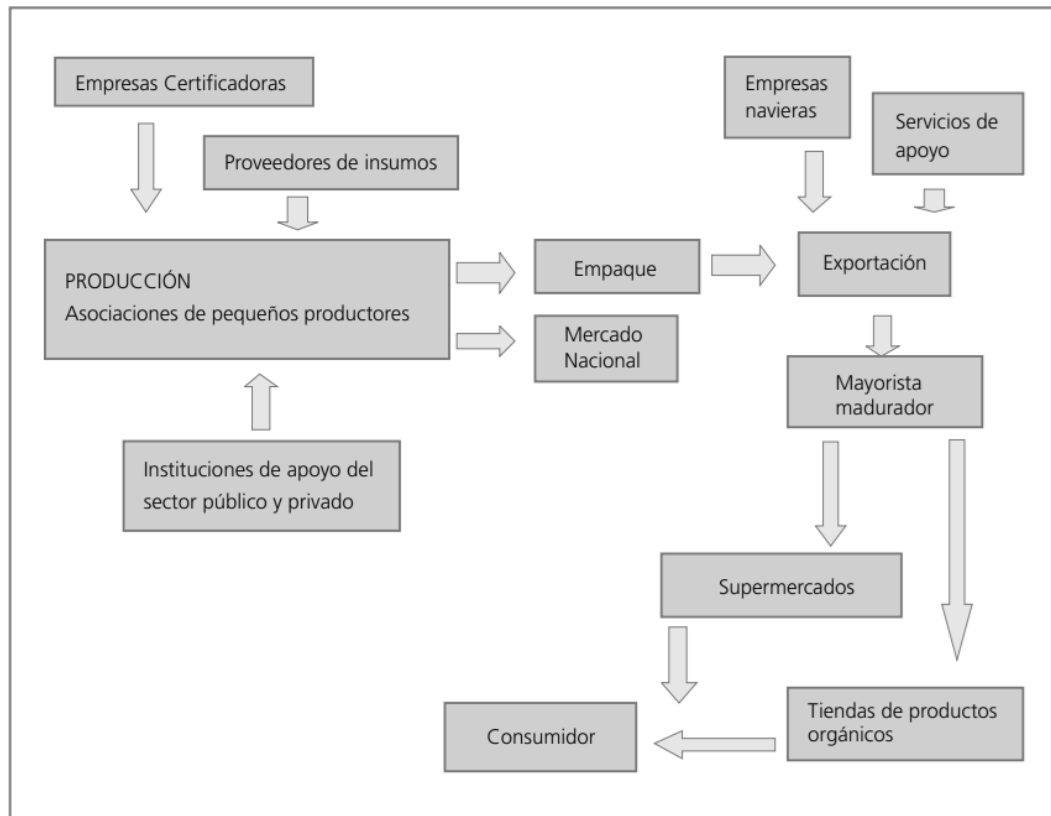 Empresas Certificadoras
Proveedores de insumos
Empresas
navieras
Servicios de
apoyo
PRODUCCIÓN
Asociaciones de pequeños productores
Empaque
Exportación
Mercado
Nacional
Mayorista
madurador
Instituciones de apoyo del
sector público y privado
Supermercados
Tiendas de productos
orgánicos
Consumidor